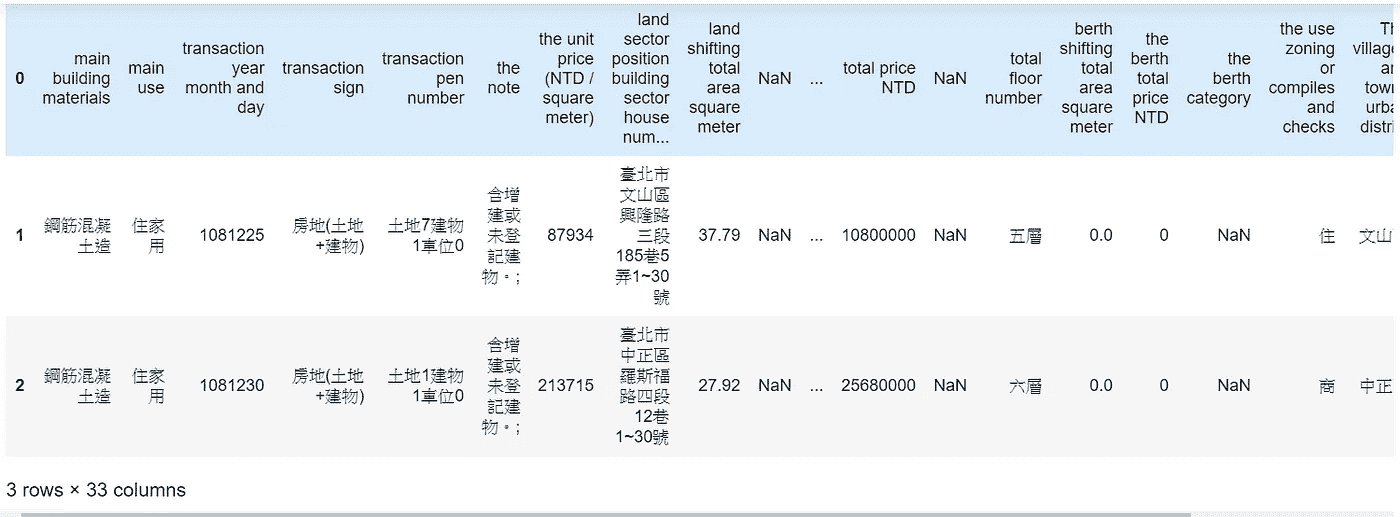 0
main
building
materials
main
use
transaction
year
month and
day
transaction
sign
transaction
pen
number
the
note
the unit
price
(NTD /
square
meter)
land
sector
position
building
sector
house
num...
land
shifting
total
area
square
meter
NaN
...
total price
NTD
NaN
total
floor
number
berth
shifting
total
area
square
meter
the
berth
total
price
NTD
the
berth
category
the use
zoning
or
compiles
and
checks
village
urba
distri
1
鋼筋混凝
土造
住家
用
1081225
房地(土地
+建物)
土地7建物
1車位0
含增
建或
未登
記建
物。;
87934
臺北市
文山區
興隆路
三段
185巷5
弄1~30
號
37.79
NaN
...
10800000
NaN
五層
0.0
0
NaN
住
文山
2
鋼筋混凝
土造
住家
用
1081230
房地(土地
+建物)
土地1建物
1車位0
含增
建或
未登
記建
物。;
213715
臺北市
中正區
羅斯福
路四段
12巷
1~30號
27.92
NaN
...
25680000
NaN
六層
0.0
0
NaN
商
中正
3 rows × 33 columns